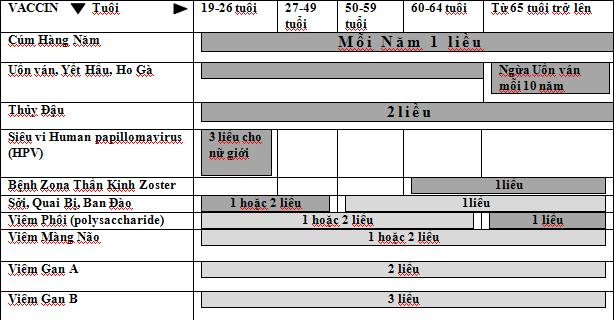 VACCIN Tuổi 19-26 tuổi 27-49 tuổi 50-59 tuổi 60-64 tuổi Từ 65 tuổi trở lên
Cúm Hàng Năm Mỗi Năm 1 liều
Uốn ván, Yết Hầu, Ho Gà Ngừa Uốn ván mỗi 10 năm
Thủy Đậu 2 liều
Siêu vi Human papillomavirus (HPV) 3 liều cho nữ giới
Bệnh Zona Thần Kinh Zoster 1liều
Sởi, Quai Bị, Ban Đào 1 hoặc 2 liều 1liều
Viêm Phổi (polysaccharide) 1 hoặc 2 liều 1 liều
Viêm Màng Não 1 hoặc 2 liều
Viêm Gan A 2 liều
Viêm Gan B 3 liều